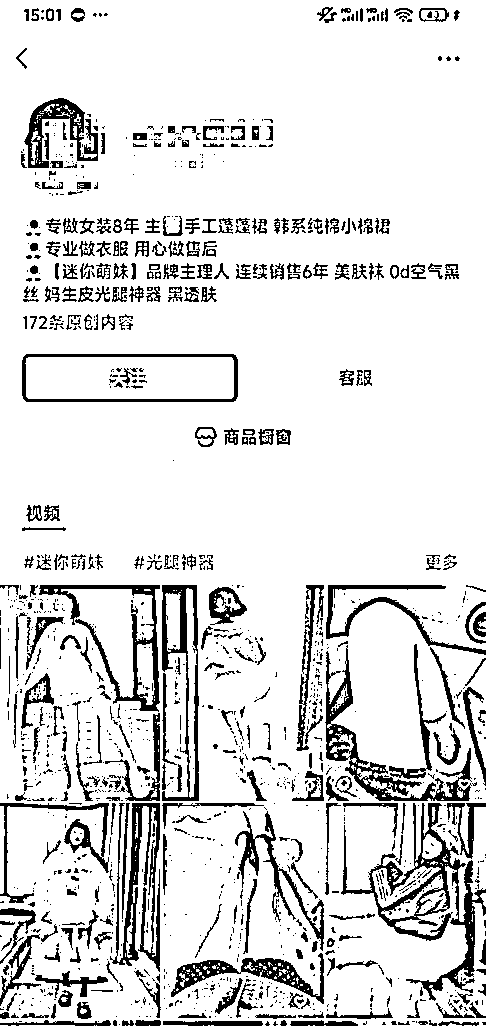 15:01
专做女装8年 主 手工蓬蓬裙 韩系纯棉小棉裙
专业做衣服 用心做售后
【迷你萌妹】品牌主理人 连续销售6年 美肤袜 0d空气黑
丝 妈生皮光腿神器 黑透肤
172条原创内容
关注
客服
商品橱窗
视频
#迷你萌妹 #光腿神器 更多